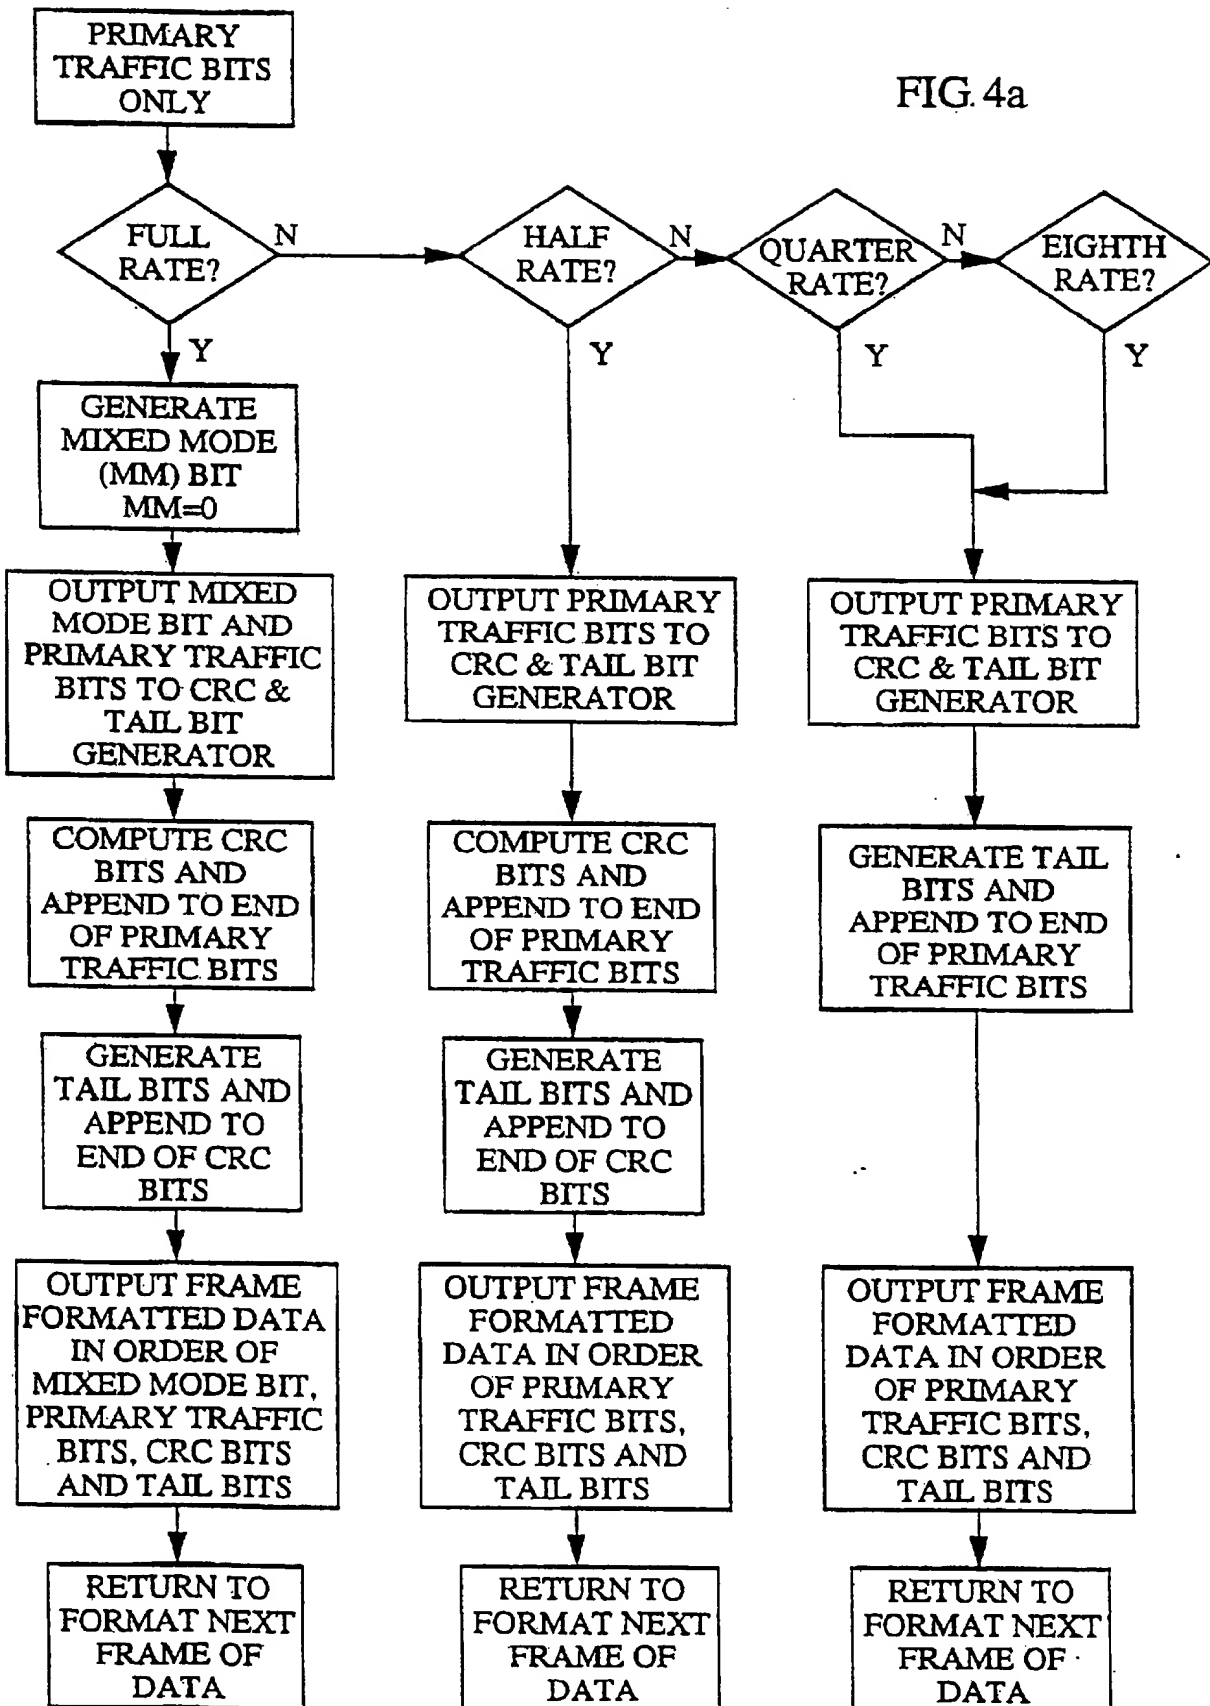 PRIMARY
TRAFFIC BITS
ONLY
FIG. 4a
FULL
RATE?
N
HALF
RATE?
N
QUARTER
RATE?
N
EIGHTH
RATE?
Y
Y
Y
Y
GENERATE
MIXED MODE
(MM) BIT
MM=0
OUTPUT MIXED
MODE BIT AND
PRIMARY TRAFFIC
BITS TO CRC &
TAIL BIT
GENERATOR
COMPUTE CRC
BITS AND
APPEND TO END
OF PRIMARY
TRAFFIC BITS
GENERATE
TAIL BITS AND
APPEND TO
END OF CRC
BITS
OUTPUT FRAME
FORMATTED DATA
IN ORDER OF
MIXED MODE BIT,
PRIMARY TRAFFIC
BITS, CRC BITS
AND TAIL BITS
RETURN TO
FORMAT NEXT
FRAME OF
DATA
OUTPUT PRIMARY
TRAFFIC BITS TO
CRC & TAIL BIT
GENERATOR
COMPUTE CRC
BITS AND
APPEND TO END
OF PRIMARY
TRAFFIC BITS
GENERATE
TAIL BITS AND
APPEND TO
END OF CRC
BITS
OUTPUT FRAME
FORMATTED
DATA IN ORDER
OF PRIMARY
TRAFFIC BITS,
CRC BITS AND
TAIL BITS
RETURN TO
FORMAT NEXT
FRAME OF
DATA
OUTPUT PRIMARY
TRAFFIC BITS TO
CRC & TAIL BIT
GENERATOR
GENERATE TAIL
BITS AND
APPEND TO END
OF PRIMARY
TRAFFIC BITS
OUTPUT FRAME
FORMATTED
DATA IN ORDER
OF PRIMARY
TRAFFIC BITS,
CRC BITS AND
TAIL BITS
RETURN TO
FORMAT NEXT
FRAME OF
DATA